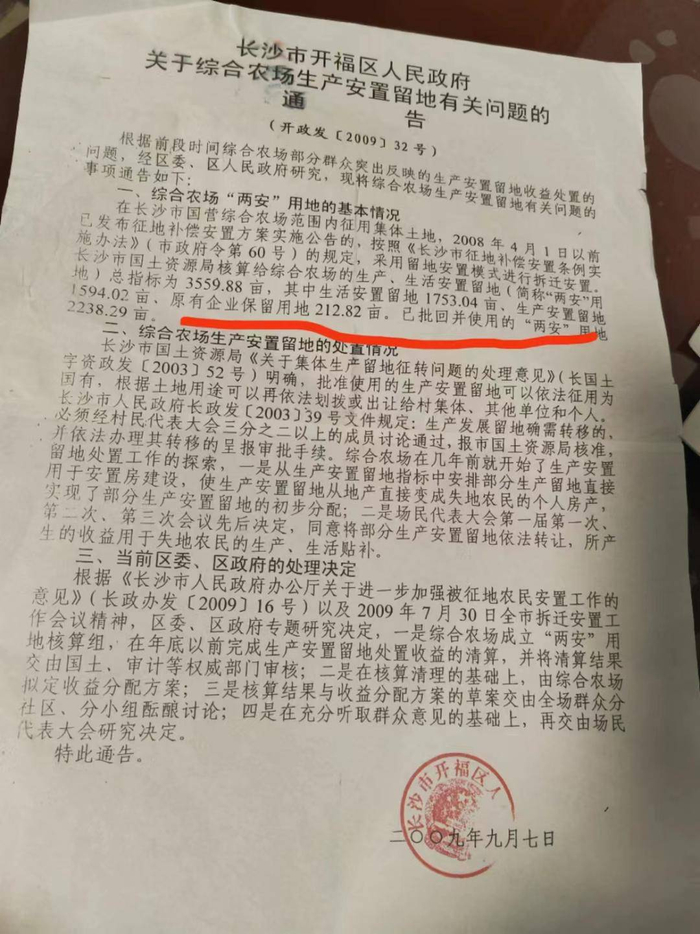 长沙市开福区人民政府
关于综合农场生产安置留地有关问题的
通 告
（开政发〔2009〕32号）
根据前段时间综合农场部分群众突出反映的生产安置留地收益处置的
问题，经区委、区人民政府研究，现将综合农场生产安置留地有关问题的
事项通告如下：
一、综合农场“两安”用地的基本情况
在长沙市国营综合农场范围内征用集体土地，2008年4月1日以前
已发布征地补偿安置方案实施公告的，按照《长沙市征地补偿安置条例实
施办法》（市政府令第60号）的规定，采用留地安置模式进行拆迁安置。
长沙市国土资源局核算给综合农场的生产、生活安置留地（简称“两安”用
地）总指标为3559.88亩，其中生活安置留地1753.04亩、生产安置留地
1594.02亩、原有企业保留用地212.82亩。已批回并使用的“两安”用地
2238.29亩。
二、综合农场生产安置留地的处置情况
长沙市国土资源局《关于集体生产留地征转问题的处理意见》（长国土
字资政发〔2003〕52号）明确，批准使用的生产安置留地可以依法征用为
国有，根据土地用途可以再依法划拨或出让给村集体、其他单位和个人。
长沙市人民政府长政发〔2003〕39号文件规定：生产发展留地确需转移的，
必须经村民代表大会三分之二以上的成员讨论通过，报市国土资源局核准，
并依法办理其转移的呈报审批手续。综合农场在几年前就开始了生产安置
留地处置工作的探索，一是从生产安置留地指标中安排部分生产留地直接
用于安置房建设，使生产安置留地从地产直接变成失地农民的个人房产，
实现了部分生产安置留地的初步分配；二是场民代表大会第一届第一次、
第二次、第三次会议先后决定，同意将部分生产安置留地依法转让，所产
生的收益用于失地农民的生产、生活贴补。
三、当前区委、区政府的处理决定
根据《长沙市人民政府办公厅关于进一步加强被征地农民安置工作的
意见》（长政办发〔2009〕16号）以及2009年7月30日全市拆迁安置工
作会议精神，区委、区政府专题研究决定，一是综合农场成立“两安”用
地核算组，在年底以前完成生产安置留地处置收益的清算，并将清算结果
交由国土、审计等权威部门审核；二是在核算清理的基础上，由综合农场
拟定收益分配方案；三是核算结果与收益分配方案的草案交由全场群众分
社区、分小组酝酿讨论；四是在充分听取群众意见的基础上，再交由场民
代表大会研究决定。
特此通告。
长沙市开福区人
二〇〇九年九月七日